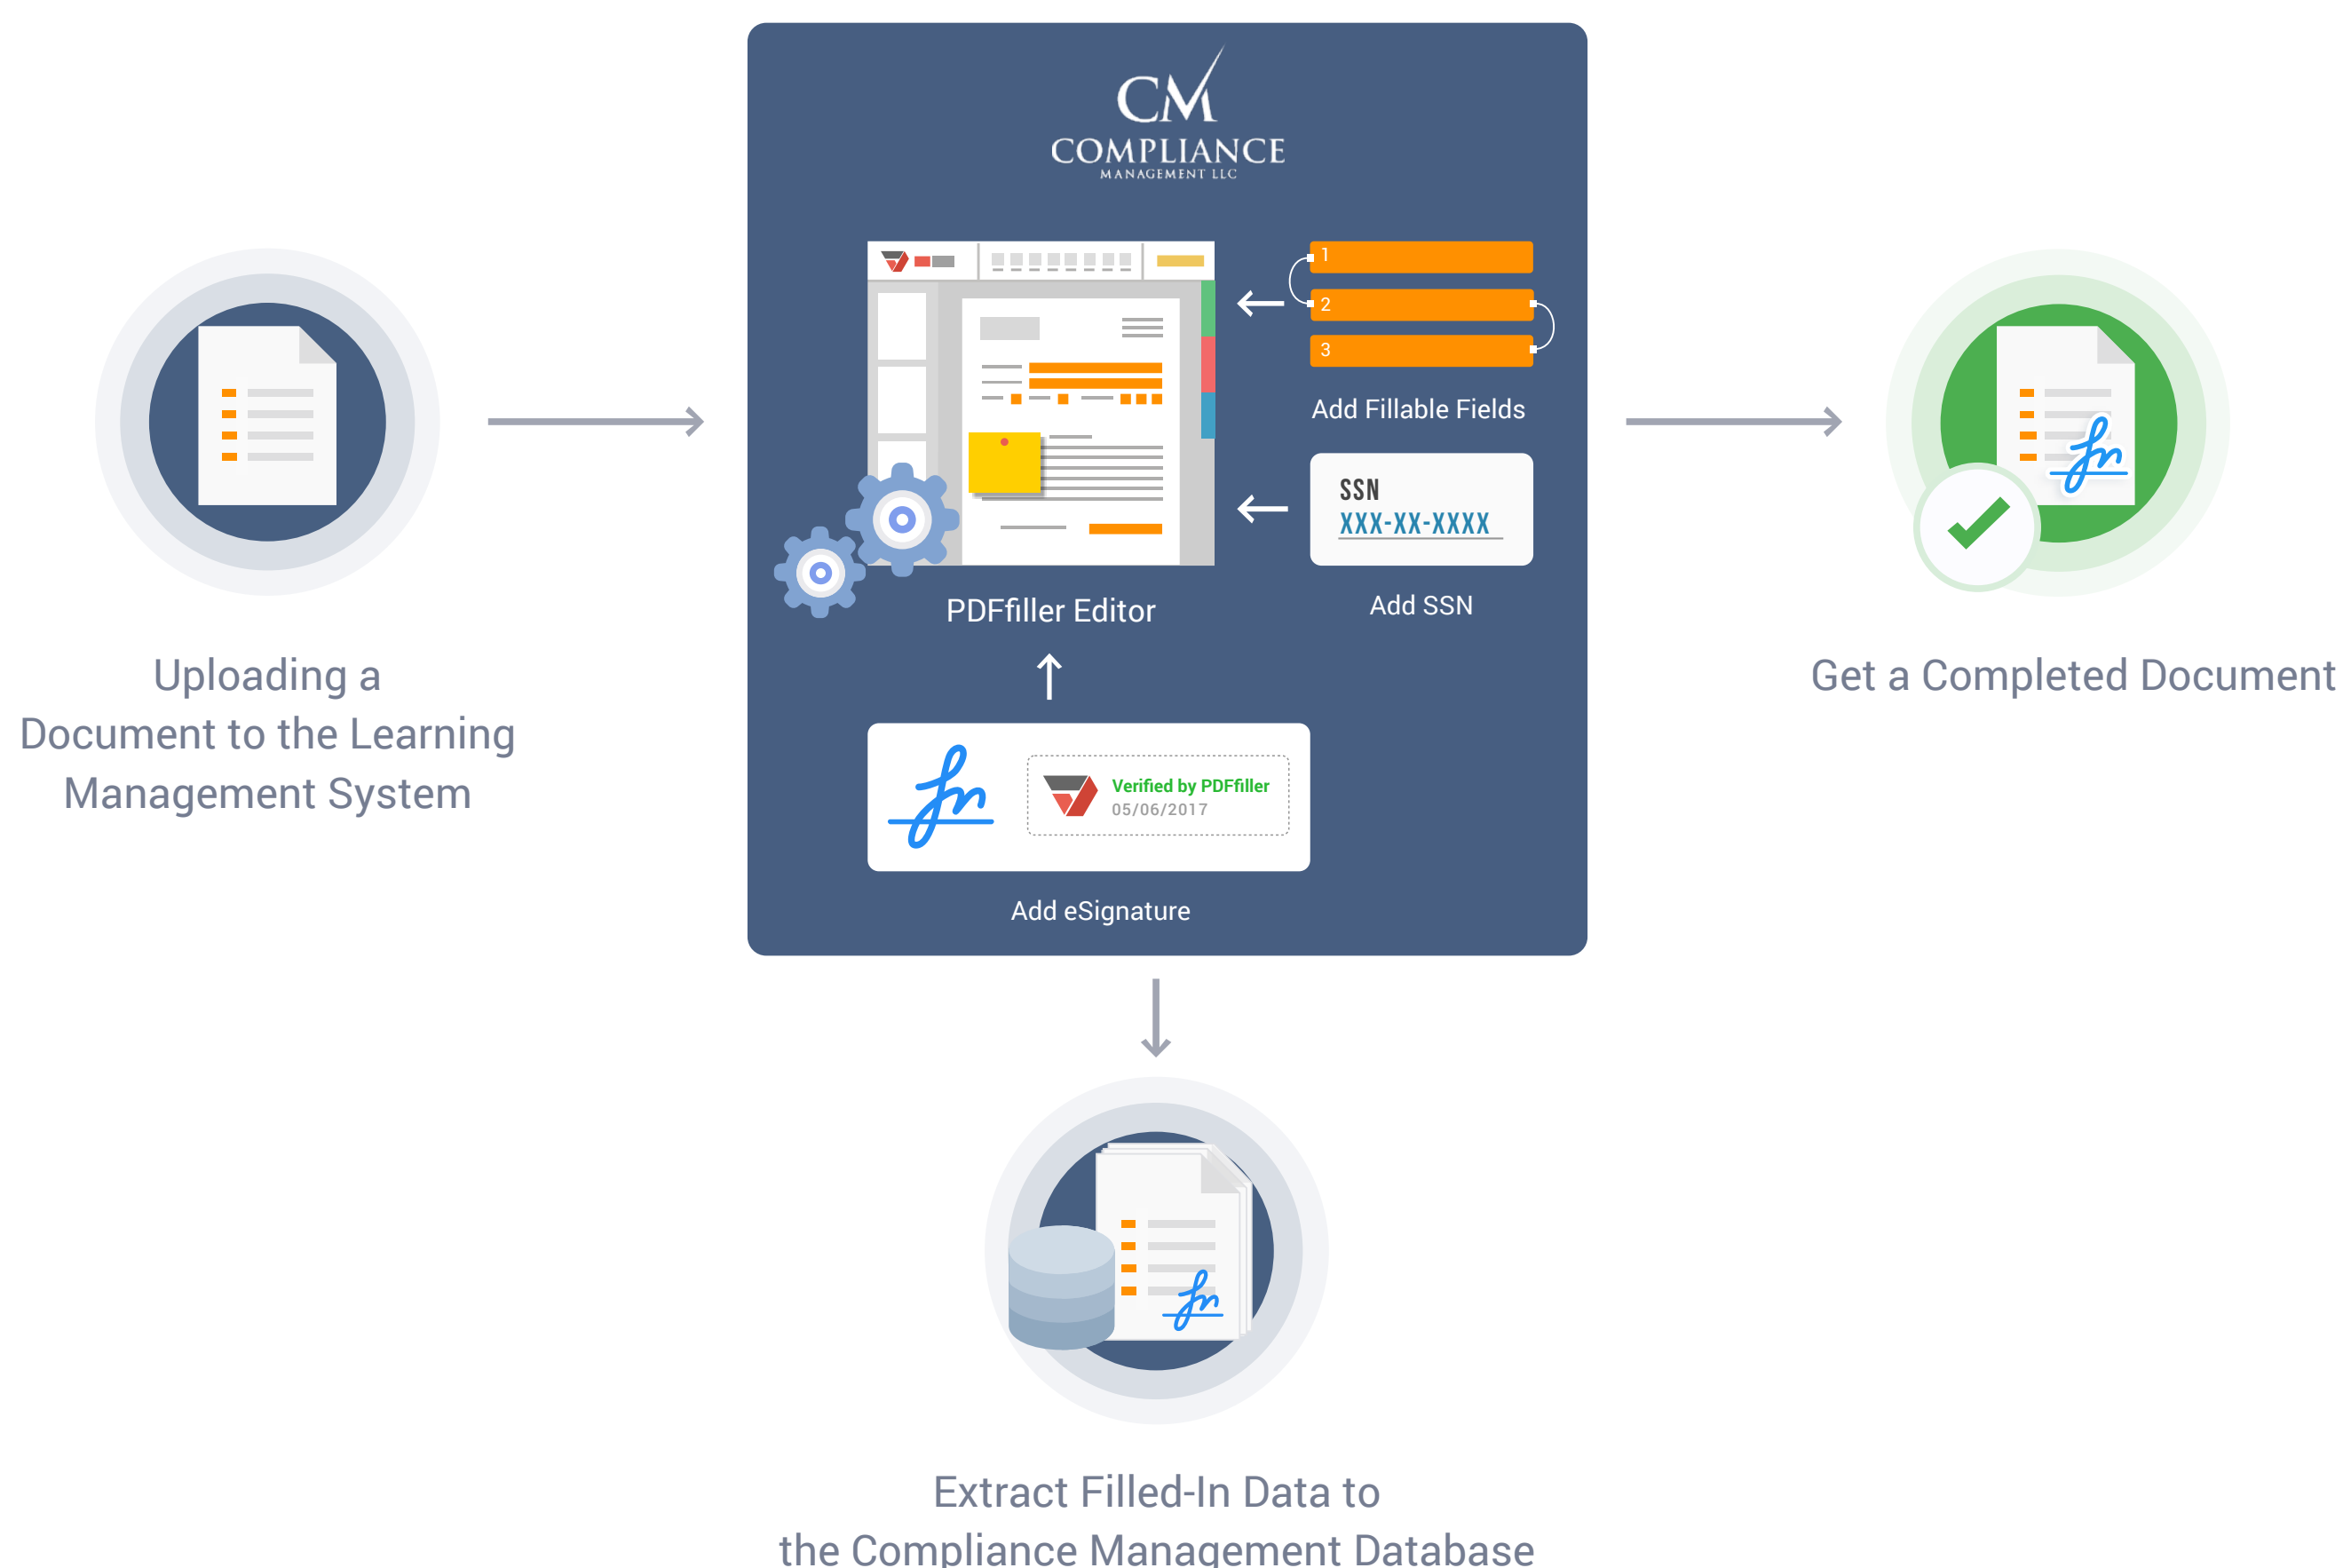 CM
COMPLIANCE
MANAGEMENT LLC
1
2
3
Add Fillable Fields
SSN
XXX-XX-XXXX
Add SSN
PDFfiller Editor
Verified by PDFfiller
05/06/2017
Add eSignature
Uploading a
Document to the Learning
Management System
Get a Completed Document
Extract Filled-In Data to
the Compliance Management Database